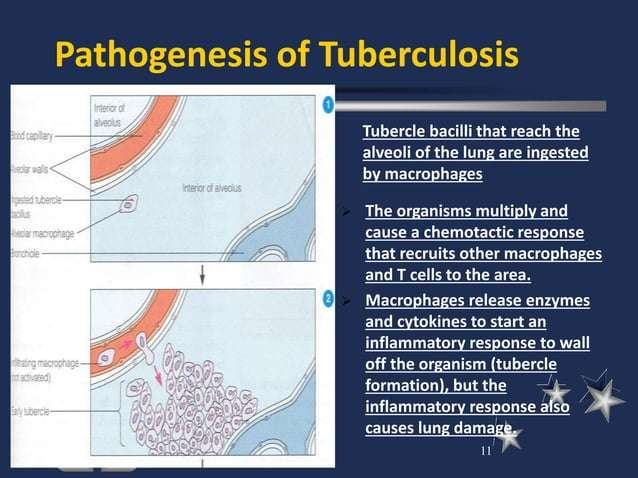 Pathogenesis of Tuberculosis
Interior of
alveolus
1
Blood capillary
Alveolar walls
Interior of alveolus
Ingested tubercle
bacillus
Alveolar macrophage
Bronchiole
2
Infiltrating macrophage
(not activated)
Early tubercle
Tubercle bacilli that reach the
alveoli of the lung are ingested
by macrophages
The organisms multiply and
cause a chemotactic response
that recruits other macrophages
and T cells to the area.
Macrophages release enzymes
and cytokines to start an
inflammatory response to wall
off the organism (tubercle
formation), but the
inflammatory response also
causes lung damage.
11